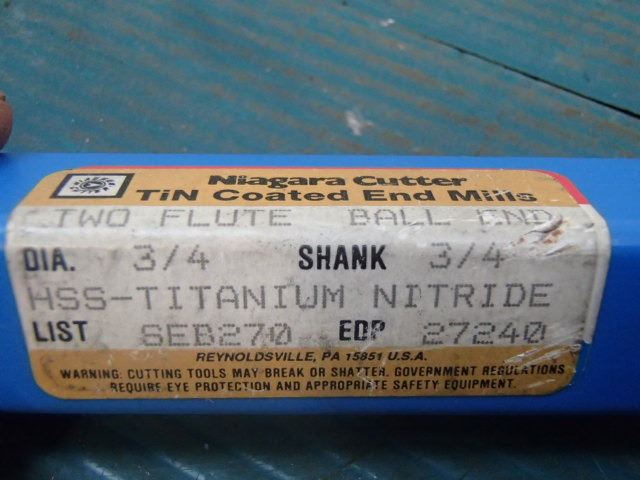 Niagara Cutter
TiN Coated End Mills
TWO FLUTE BALL END
DIA. 3/4 SHANK 3/4
HSS-TITANIUM NITRIDE
LIST SEB270 EDP 27240
REYNOLDSVILLE, PA 15851 U.S.A.
WARNING: CUTTING TOOLS MAY BREAK OR SHATTER. GOVERNMENT REGULATIONS
REQUIRE EYE PROTECTION AND APPROPRIATE SAFETY EQUIPMENT.